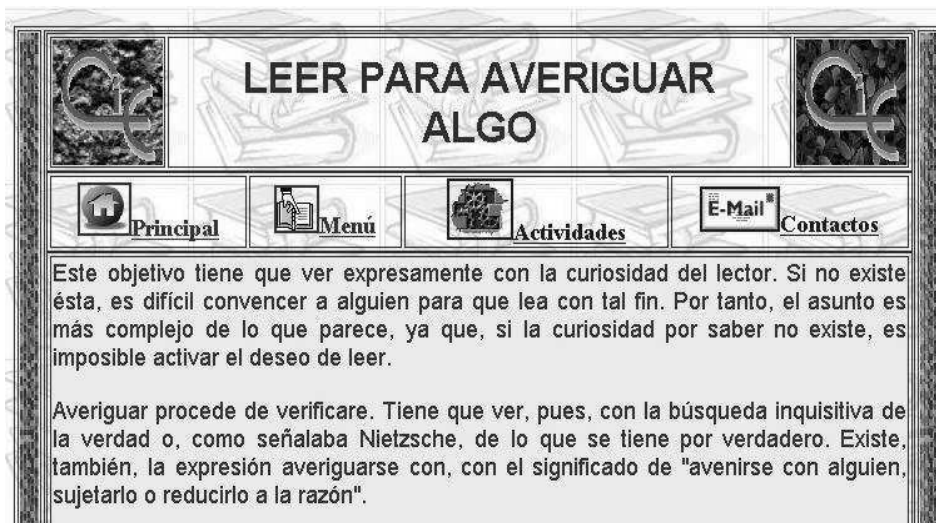 LEER PARA AVERIGUAR
ALGO
Principal
Menú
E-Mail
Contactos
Actividades
Este objetivo tiene que ver expresamente con la curiosidad del lector. Si no existe
ésta, es difícil convencer a alguien para que lea con tal fin. Por tanto, el asunto es
más complejo de lo que parece, ya que, si la curiosidad por saber no existe, es
imposible activar el deseo de leer.
Averiguar procede de verificare. Tiene que ver, pues, con la búsqueda inquisitiva de
la verdad o, como señalaba Nietzsche, de lo que se tiene por verdadero. Existe,
también, la expresión averiguarse con, con el significado de "avenirse con alguien,
sujetarlo o reducirlo a la razón".